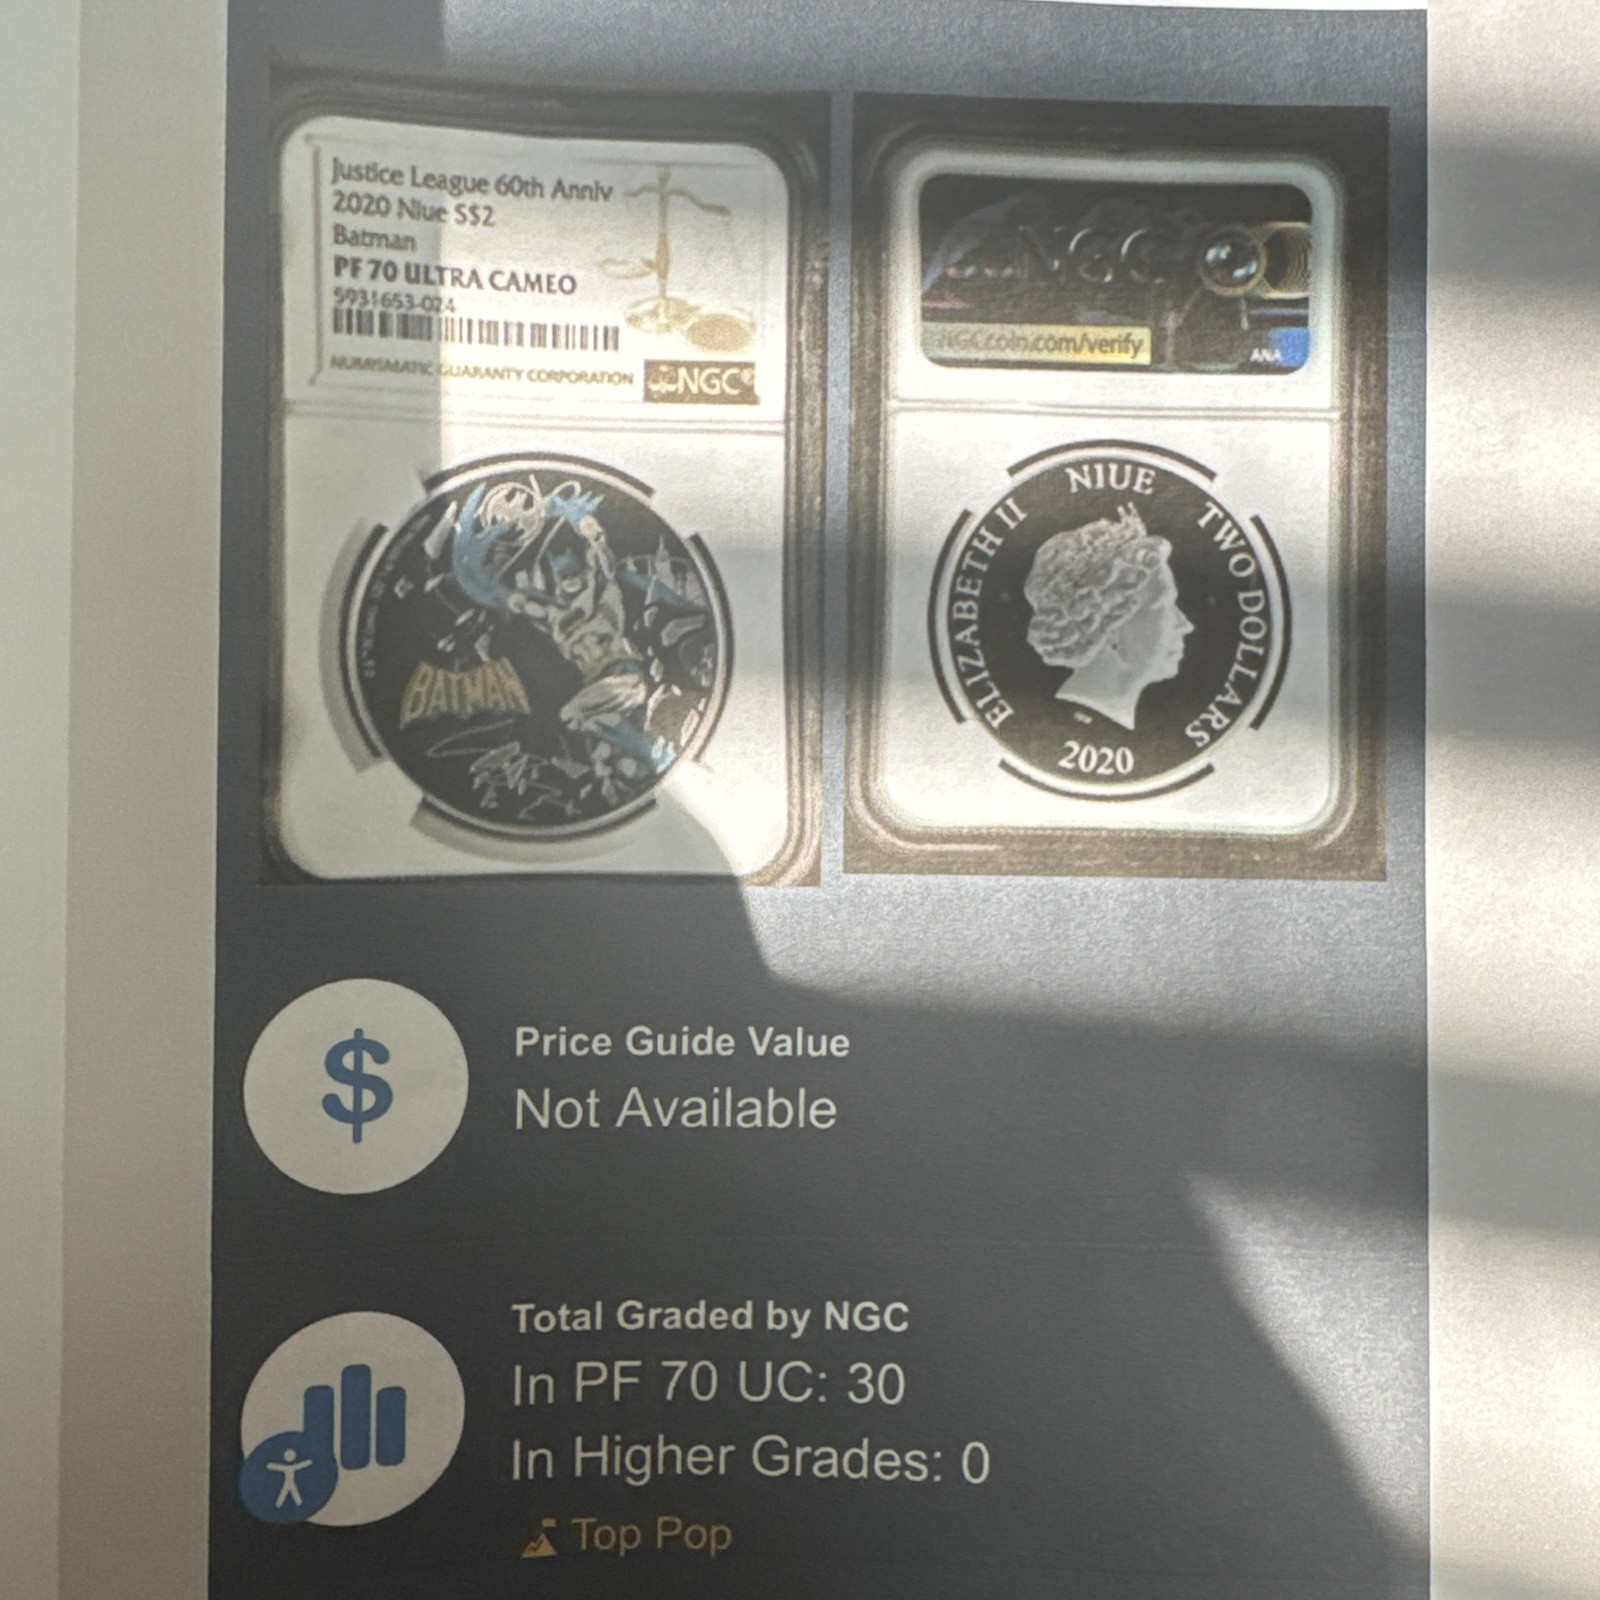 Justice League 60th Anniv
2020 Niue S$2
Batman
PF 70 ULTRA CAMEO
5931653-024
NUMISMATIC GUARANTY CORPORATION
NGC
NGCcoin.com/verify
ANA
BATMAN
ELIZABETH II
NIUE
TWO DOLLARS
2020
Price Guide Value
Not Available
Total Graded by NGC
In PF 70 UC: 30
In Higher Grades: 0
Top Pop